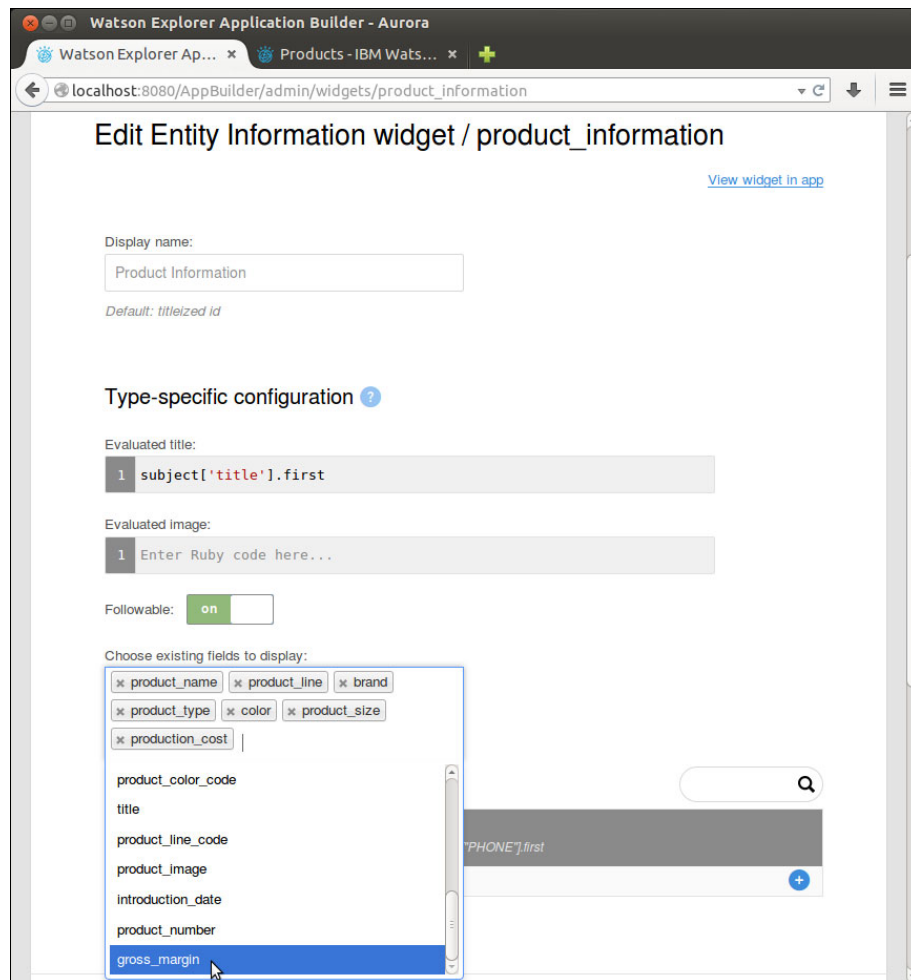 Watson Explorer Application Builder - Aurora
Watson Explorer Ap... × Products - IBM Wats... ×
localhost:8080/AppBuilder/admin/widgets/product_information
Edit Entity Information widget / product_information
View widget in app
Display name:
Product Information
Default: titleized id
Type-specific configuration ?
Evaluated title:
1 subject['title'].first
Evaluated image:
1 Enter Ruby code here...
Followable: on
Choose existing fields to display:
× product_name × product_line × brand
× product_type × color × product_size
× production_cost
product_color_code
title
product_line_code
"PHONE"].first
product_image
introduction_date
product_number
gross_margin